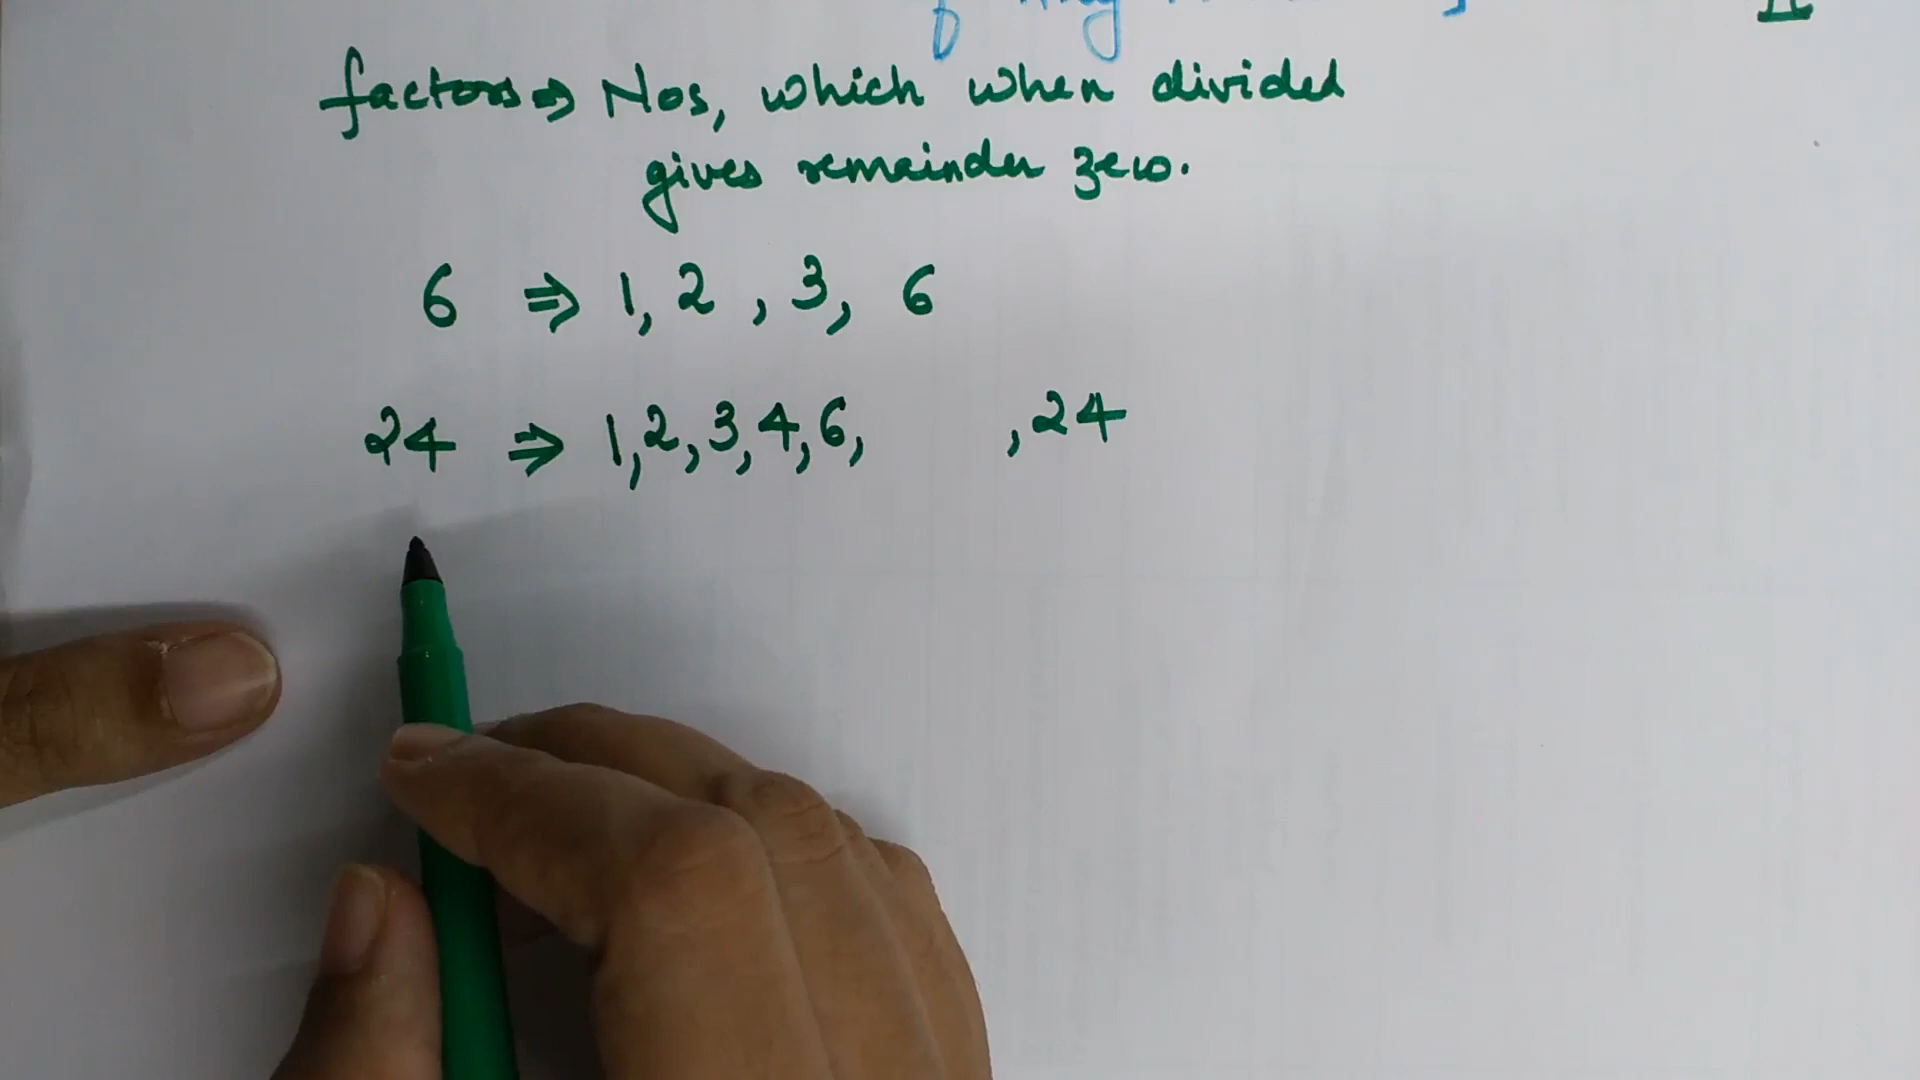 factors ⇒ Nos, which when divided
gives remainder zero.
6 ⇒ 1, 2, 3, 6
24 ⇒ 1, 2, 3, 4, 6, , 24